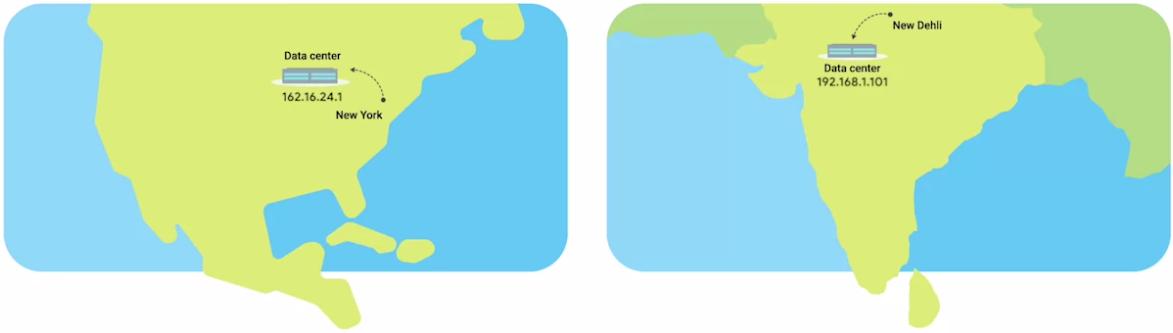 Data center
162.16.24.1
New York
New Dehli
Data center
192.168.1.101